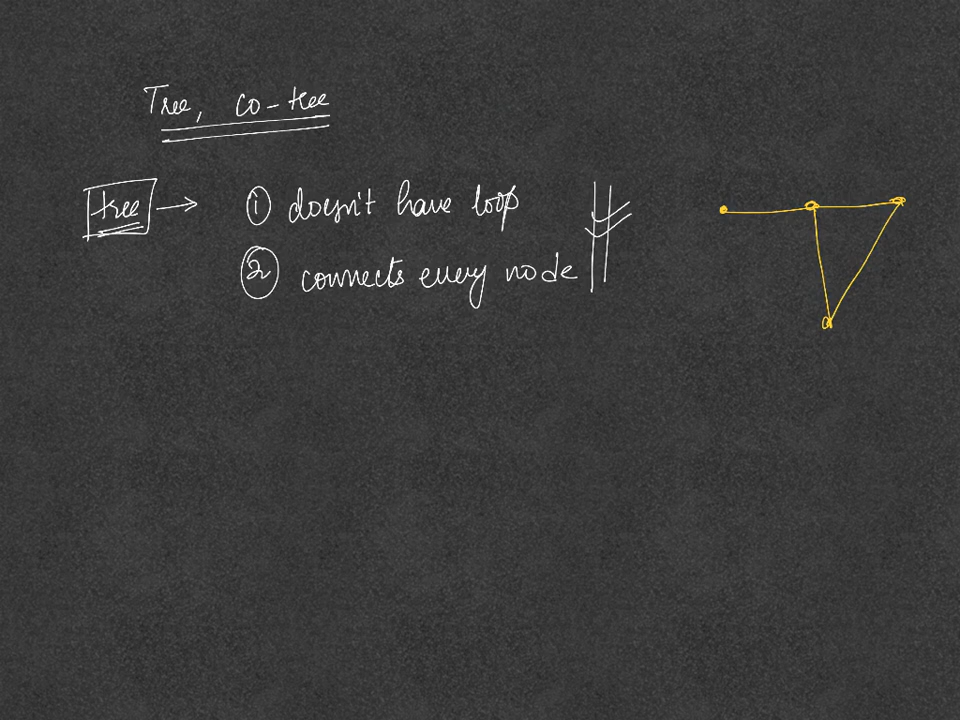 Tree, co-tree
tree → ① doesn't have loop
② connects every node